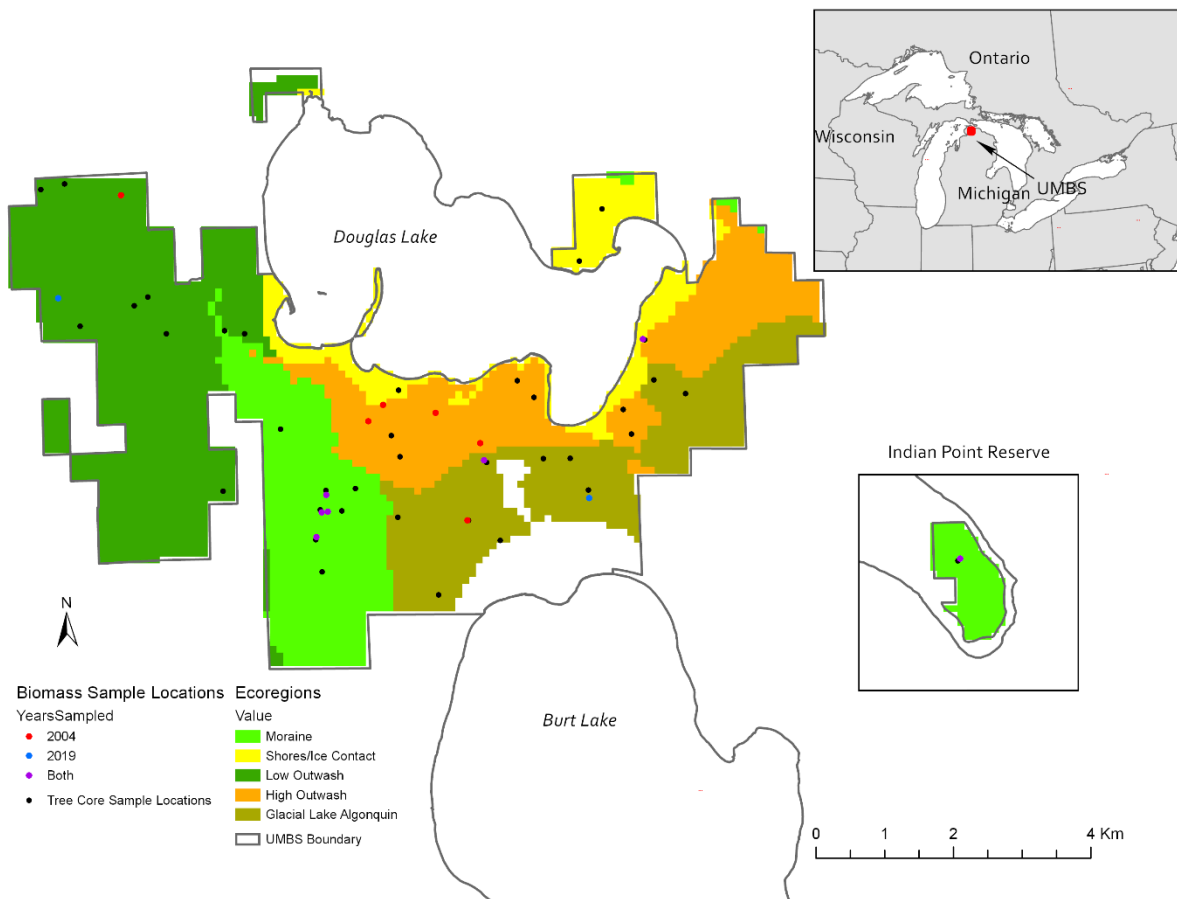 Ontario
Wisconsin
Michigan
UMBS
Douglas Lake
Indian Point Reserve
N
Burt Lake
Biomass Sample Locations
YearsSampled
2004
2019
Both
Tree Core Sample Locations
Ecoregions
Value
Moraine
Shores/Ice Contact
Low Outwash
High Outwash
Glacial Lake Algonquin
UMBS Boundary
0 1 2 4 Km